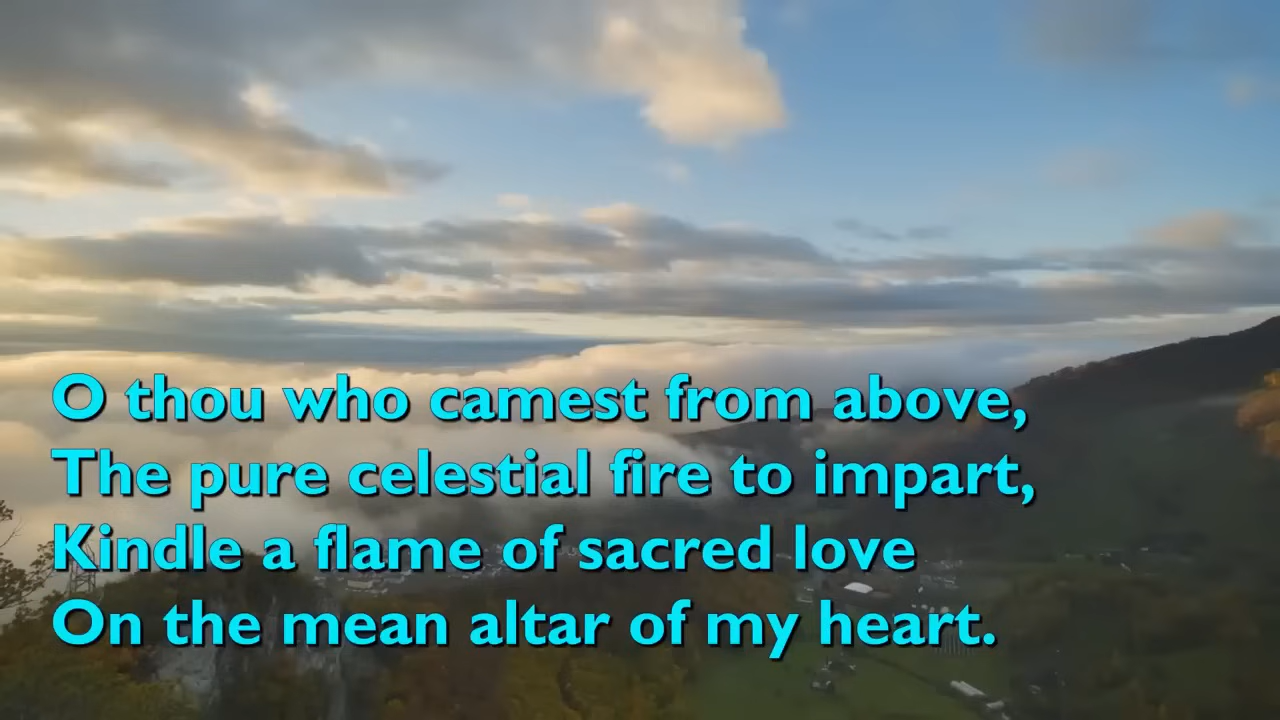 O thou who camest from above,
The pure celestial fire to impart,
Kindle a flame of sacred love
On the mean altar of my heart.